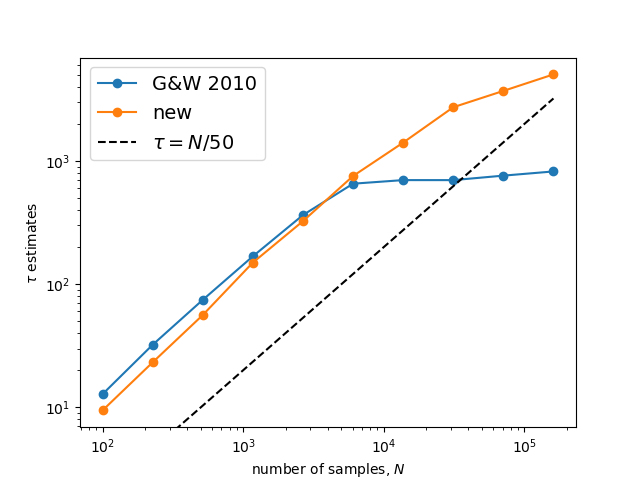 G&W 2010
new
τ = N/50
10³
10²
10¹
τ estimates
10²
10³
10⁴
10⁵
number of samples, N